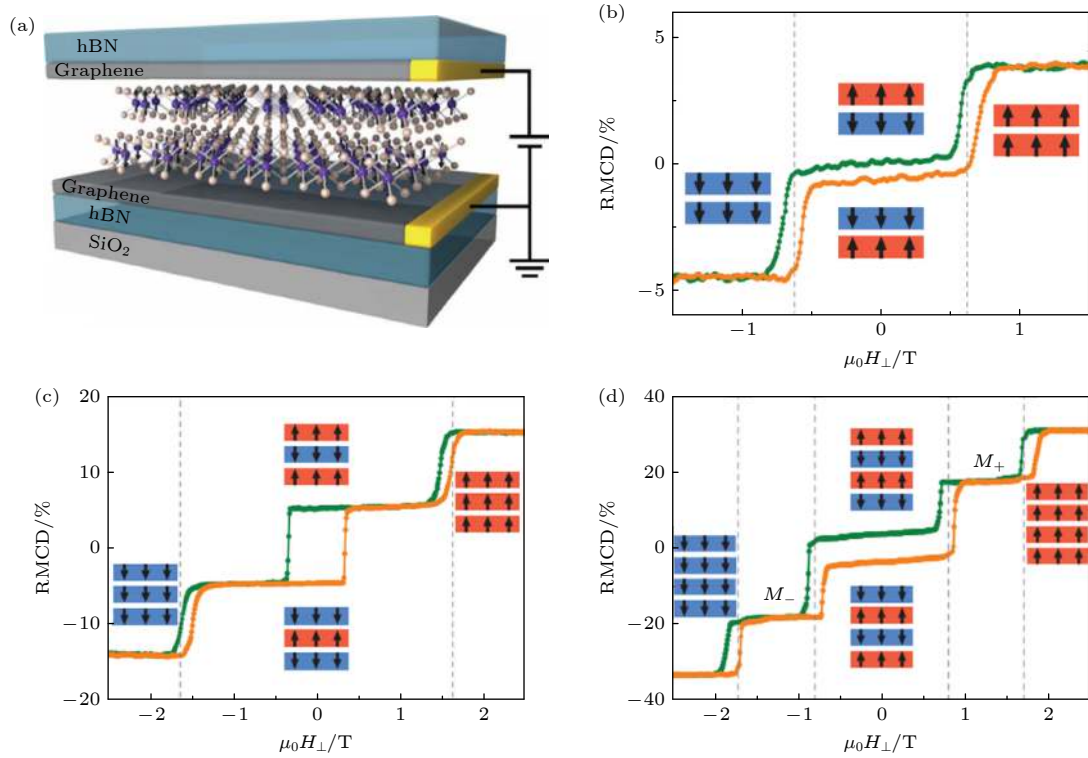 (a)
hBN
Graphene
Graphene
hBN
SiO₂
(b)
5
0
−5
RMCD/%
−1
0
1
μ₀H⊥/T
(c)
20
10
0
−10
−20
RMCD/%
−2
−1
0
1
2
μ₀H⊥/T
(d)
40
20
0
−20
−40
RMCD/%
M₊
M₋
−2
−1
0
1
2
μ₀H⊥/T